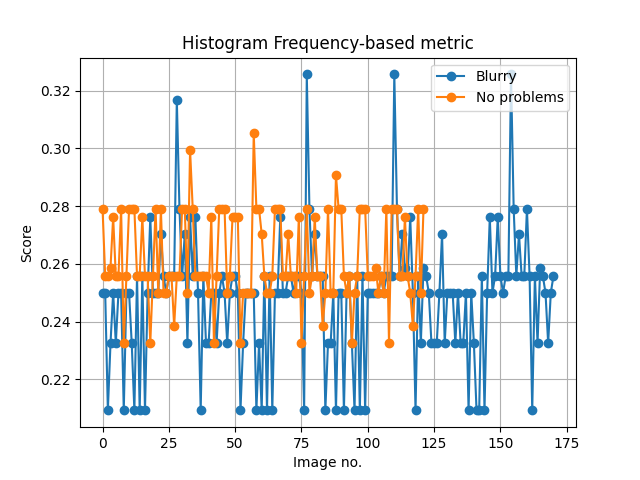 Histogram Frequency-based metric
Blurry
No problems
0.32
0.30
0.28
0.26
0.24
0.22
Score
0
25
50
75
100
125
150
175
Image no.